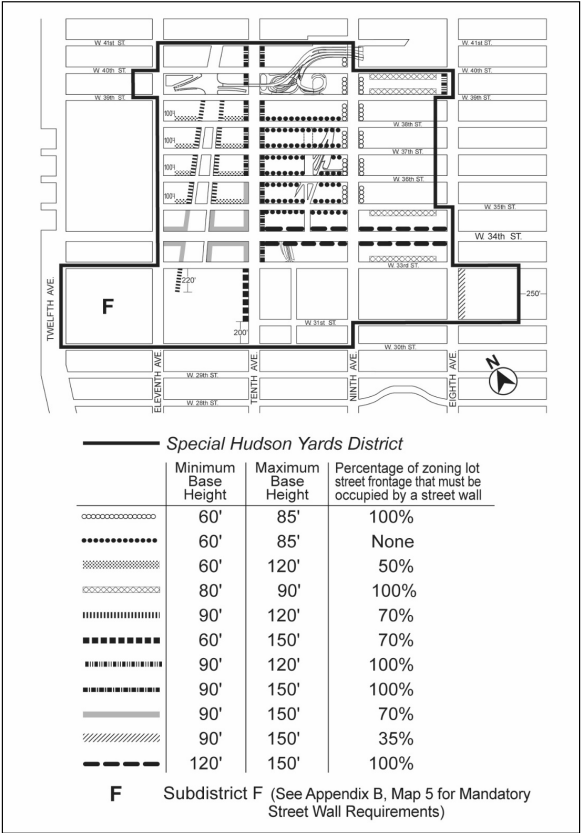 W. 41st ST.
W. 41st ST.
W. 40th ST.
W. 40th ST.
W. 39th ST.
W. 39th ST.
100'
W. 38th ST.
100'
W. 37th ST.
100'
W. 36th ST.
100'
W. 35th ST.
W. 34th ST.
W. 33rd ST.
TWELFTH AVE.
F
220'
250'
200'
W. 31st ST.
W. 30th ST.
ELEVENTH AVE.
TENTH AVE.
NINTH AVE.
EIGHTH AVE.
N
W. 29th ST.
W. 28th ST.
Special Hudson Yards District
Minimum Base Height
Maximum Base Height
Percentage of zoning lot street frontage that must be occupied by a street wall
60' 85' 100%
60' 85' None
60' 120' 50%
80' 90' 100%
90' 120' 70%
60' 150' 70%
90' 120' 100%
90' 150' 100%
90' 150' 70%
90' 150' 35%
120' 150' 100%
F Subdistrict F (See Appendix B, Map 5 for Mandatory
Street Wall Requirements)